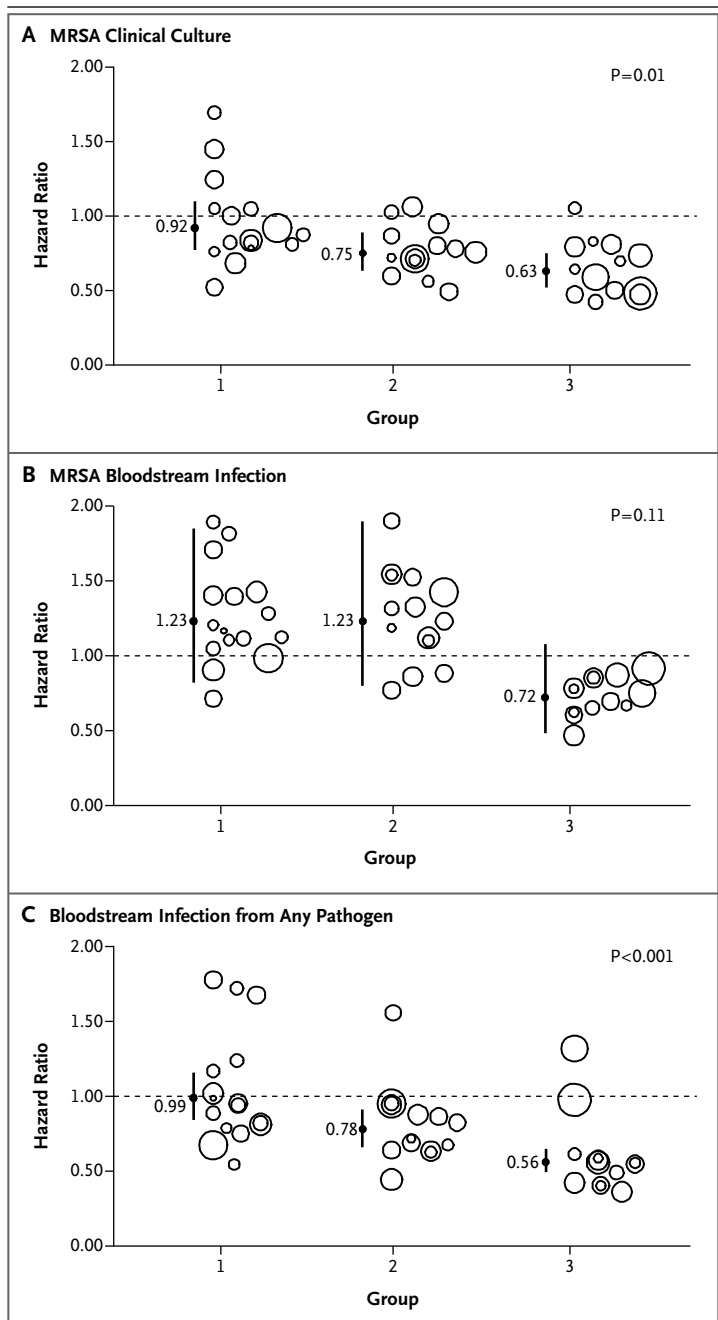 A MRSA Clinical Culture
2.00
P=0.01
1.50
Hazard Ratio
1.00
0.92
0.75
0.63
0.50
0.00
1 2 3
Group
B MRSA Bloodstream Infection
2.00
P=0.11
1.50
Hazard Ratio
1.23
1.23
1.00
0.72
0.50
0.00
1 2 3
Group
C Bloodstream Infection from Any Pathogen
2.00
P<0.001
1.50
Hazard Ratio
1.00
0.99
0.78
0.56
0.50
0.00
1 2 3
Group